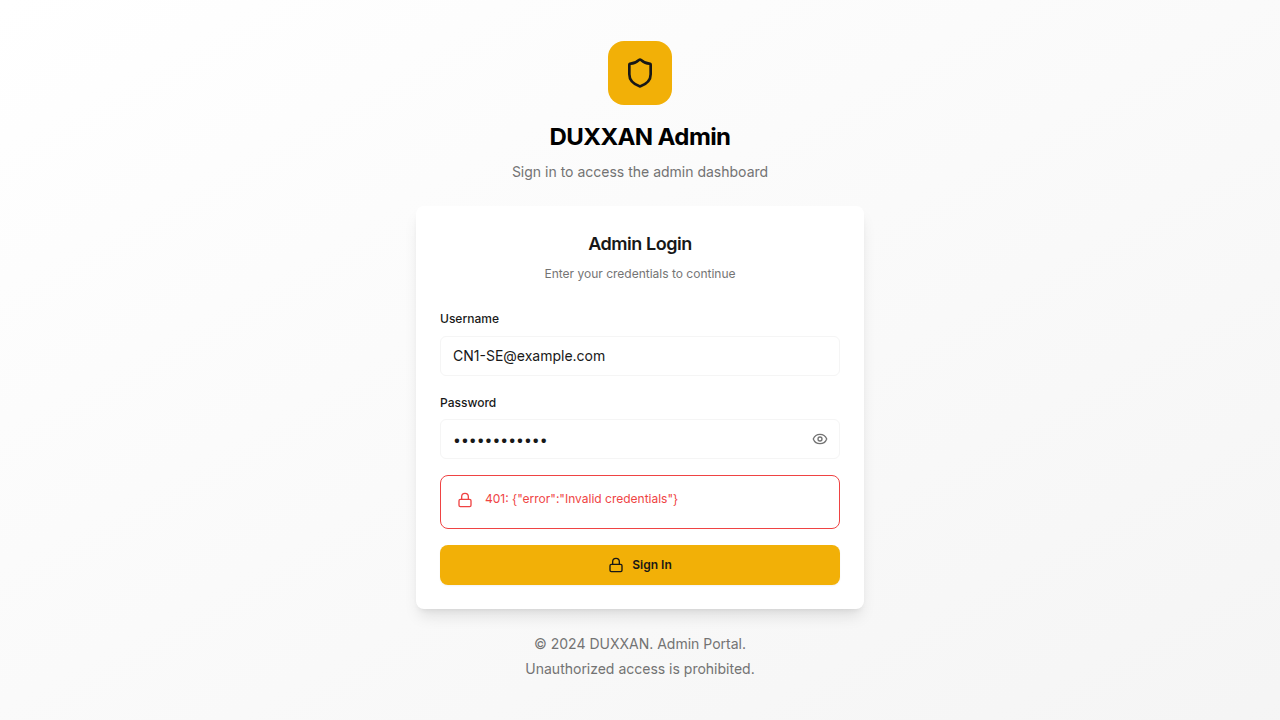 DUXXAN Admin
Sign in to access the admin dashboard
Admin Login
Enter your credentials to continue
Username
CN1-SE@example.com
Password
••••••••••••
401: {"error":"Invalid credentials"}
Sign In
© 2024 DUXXAN. Admin Portal.
Unauthorized access is prohibited.